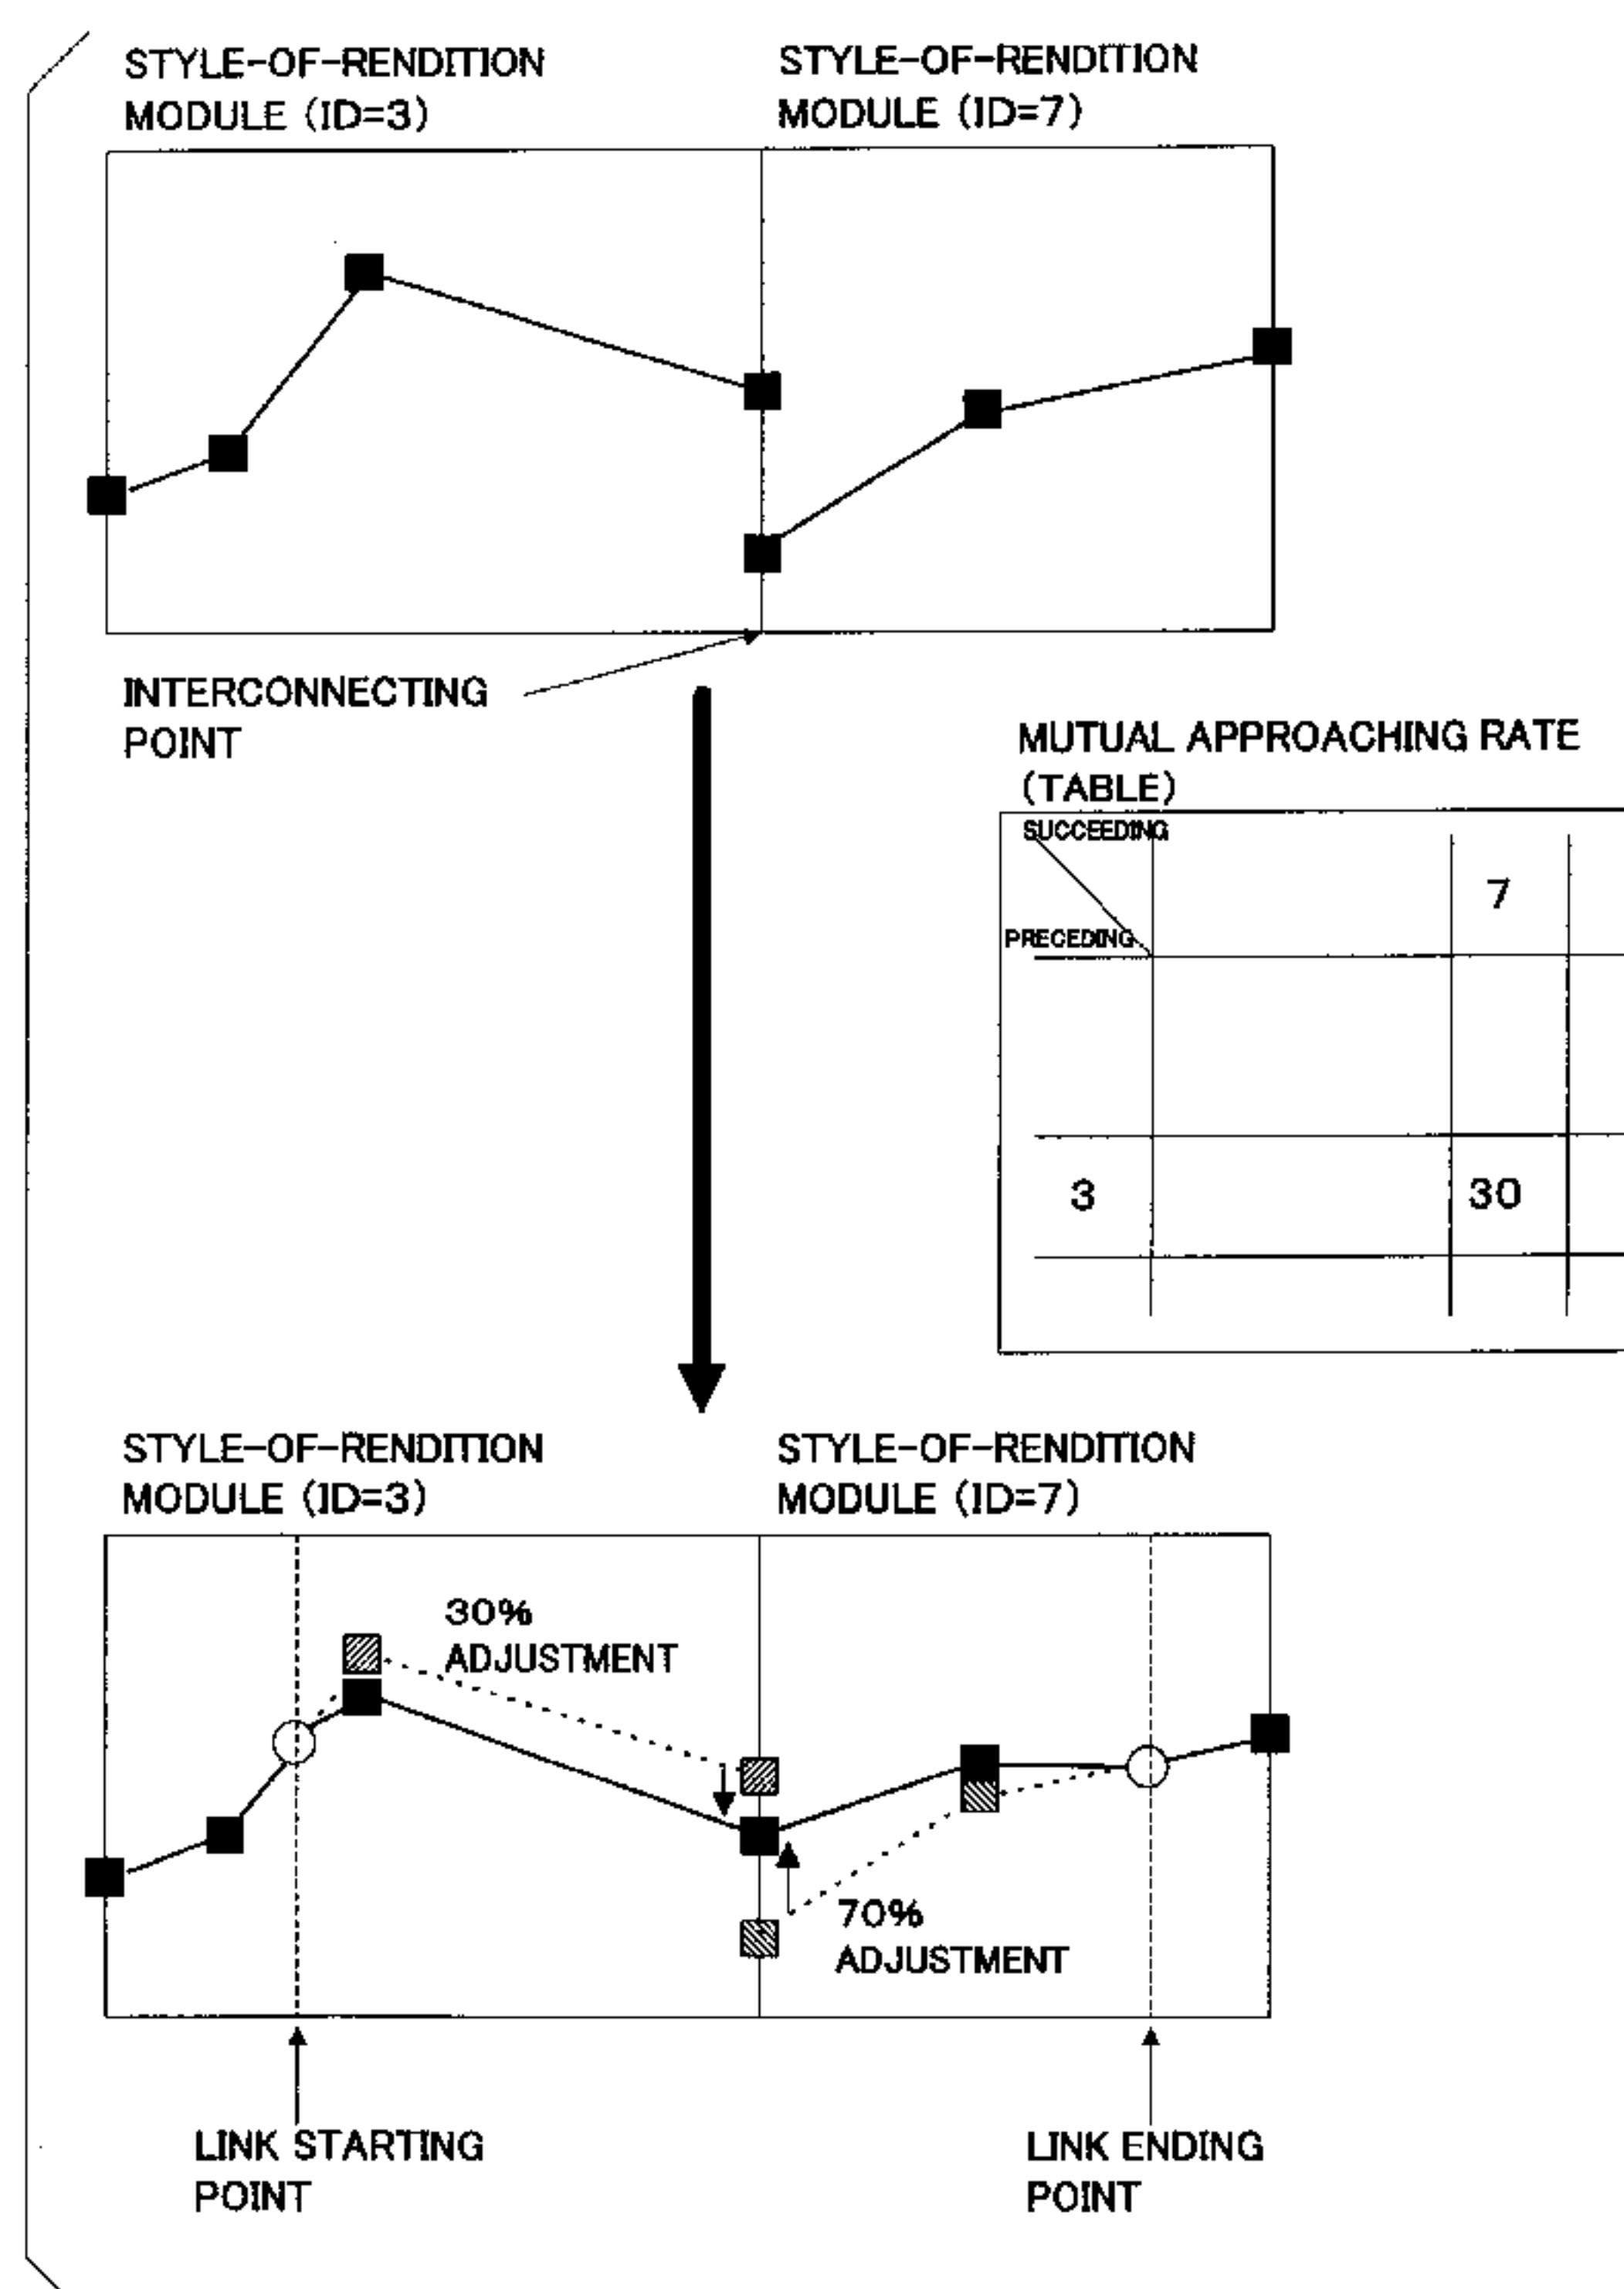 STYLE-OF-RENDITION
MODULE (ID=3)
STYLE-OF-RENDITION
MODULE (ID=7)
INTERCONNECTING
POINT
MUTUAL APPROACHING RATE
(TABLE)
SUCCEEDING
7
PRECEDING
3
30
STYLE-OF-RENDITION
MODULE (ID=3)
STYLE-OF-RENDITION
MODULE (ID=7)
30%
ADJUSTMENT
70%
ADJUSTMENT
LINK STARTING
POINT
LINK ENDING
POINT